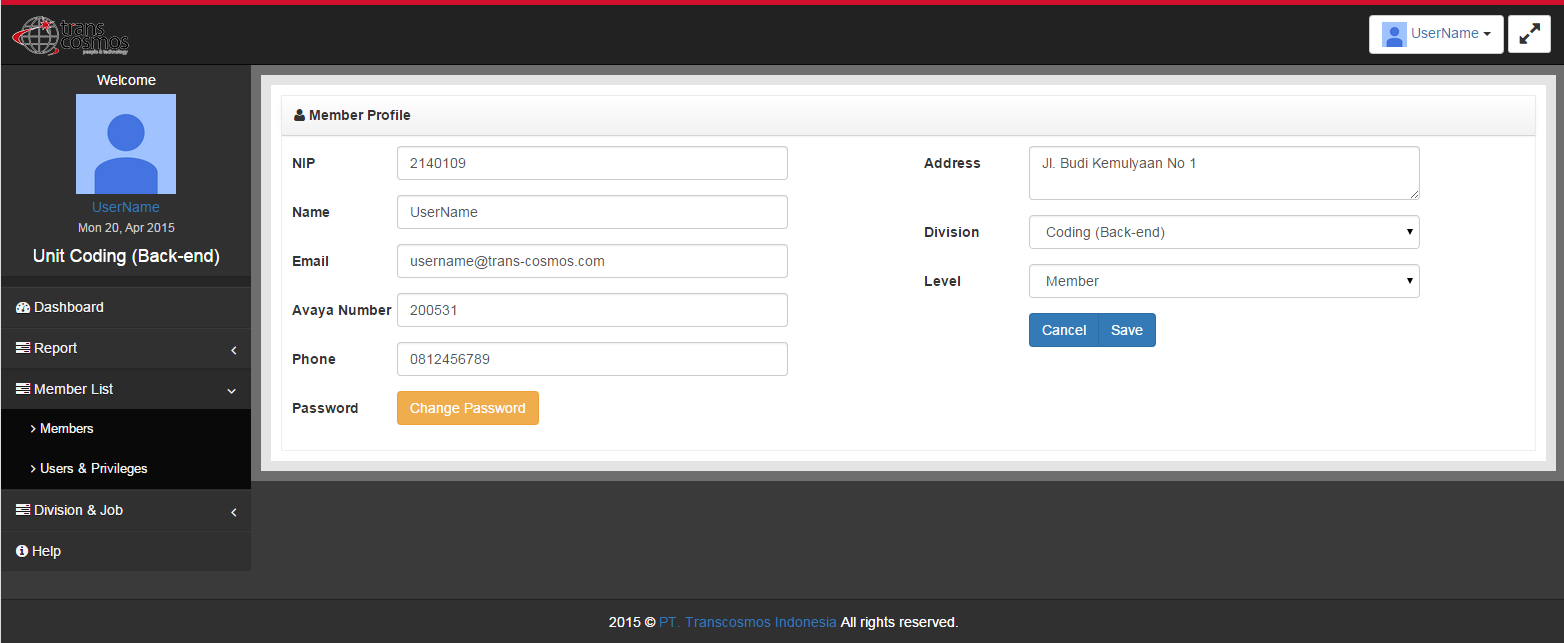 trans
cosmos
people & technology
UserName
Welcome
UserName
Mon 20, Apr 2015
Unit Coding (Back-end)
Dashboard
Report
Member List
Members
Users & Privileges
Division & Job
Help
Member Profile
NIP 2140109
Name UserName
Email username@trans-cosmos.com
Avaya Number 200531
Phone 0812456789
Password Change Password
Address Jl. Budi Kemulyaan No 1
Division Coding (Back-end)
Level Member
Cancel Save
2015 © PT. Transcosmos Indonesia All rights reserved.